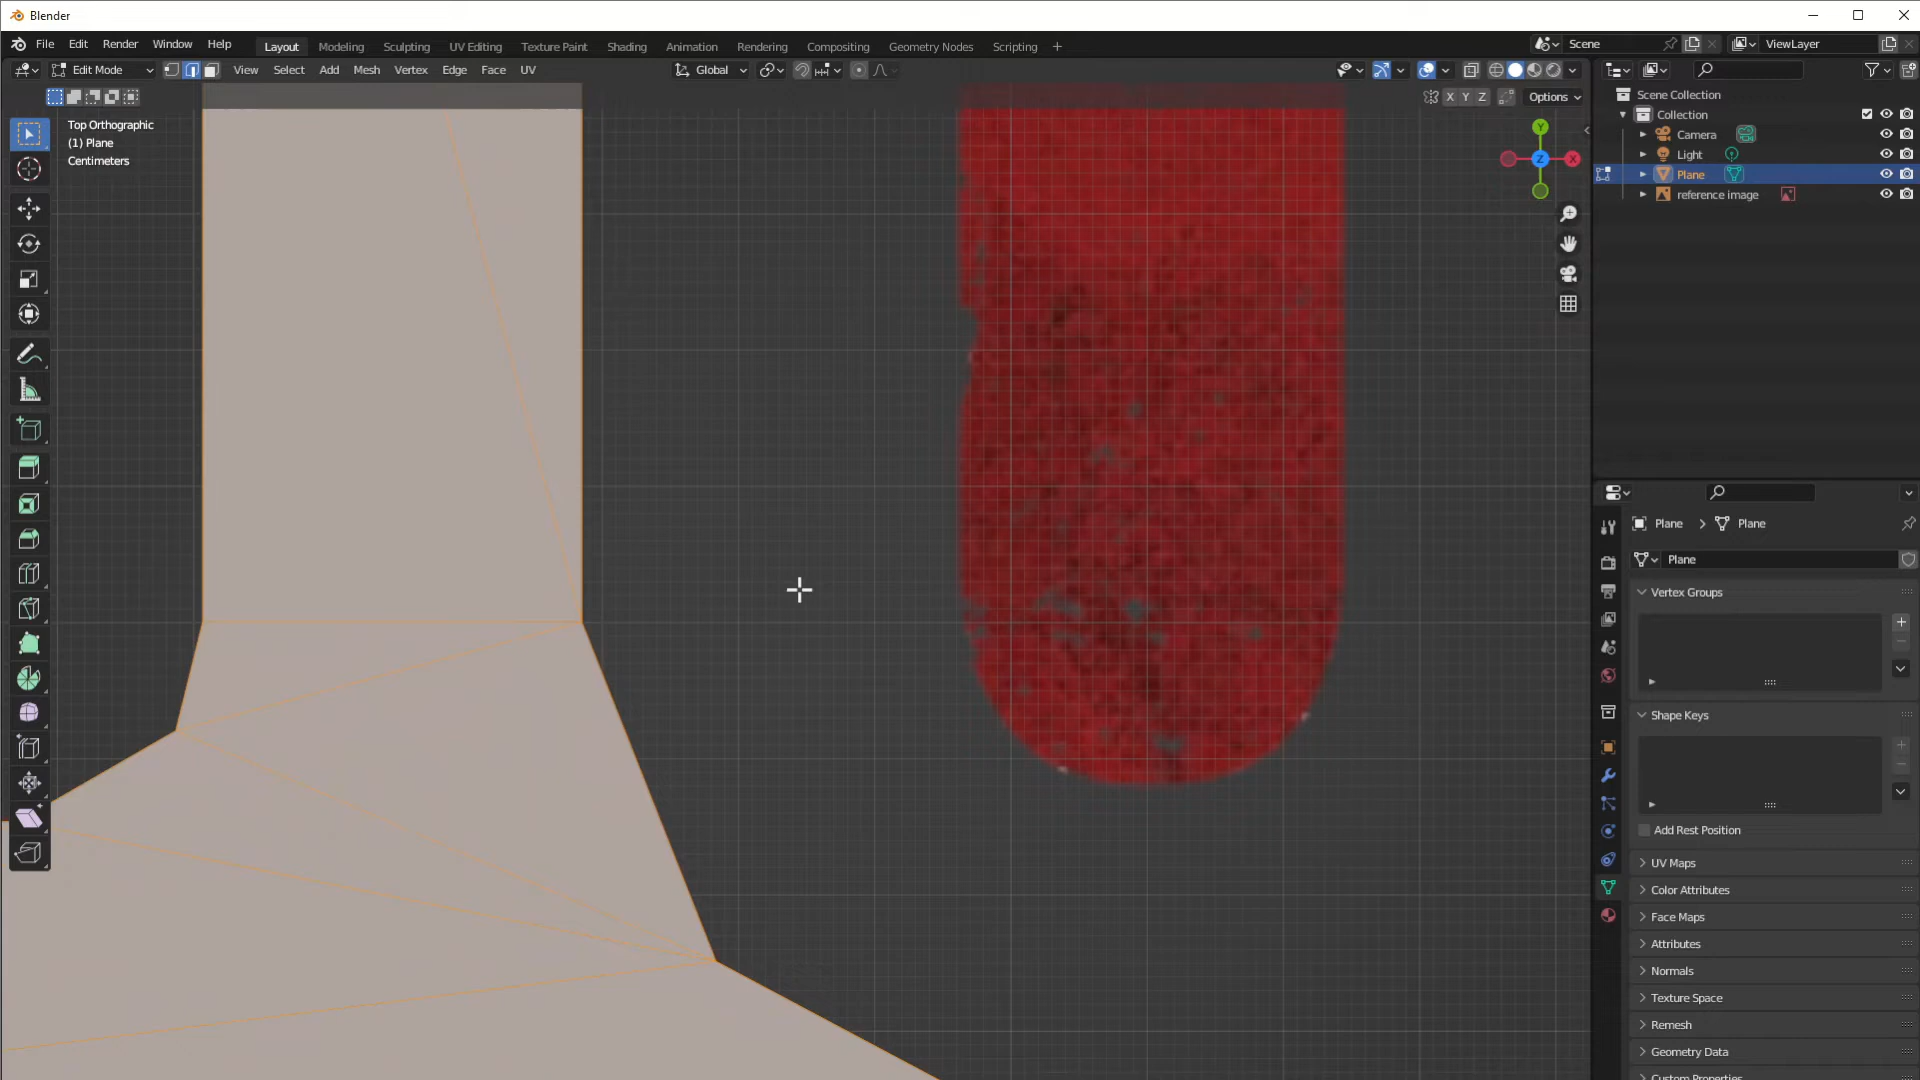 Blender
File Edit Render Window Help
Layout Modeling Sculpting UV Editing Texture Paint Shading Animation Rendering Compositing Geometry Nodes Scripting +
Scene
ViewLayer
Edit Mode
View Select Add Mesh Vertex Edge Face UV
Global
X Y Z
Options
Top Orthographic
(1) Plane
Centimeters
Y
Z
X
Scene Collection
Collection
Camera
Light
Plane
reference image
Plane > Plane
Plane
Vertex Groups
Shape Keys
Add Rest Position
UV Maps
Color Attributes
Face Maps
Attributes
Normals
Texture Space
Remesh
Geometry Data
Custom Properties